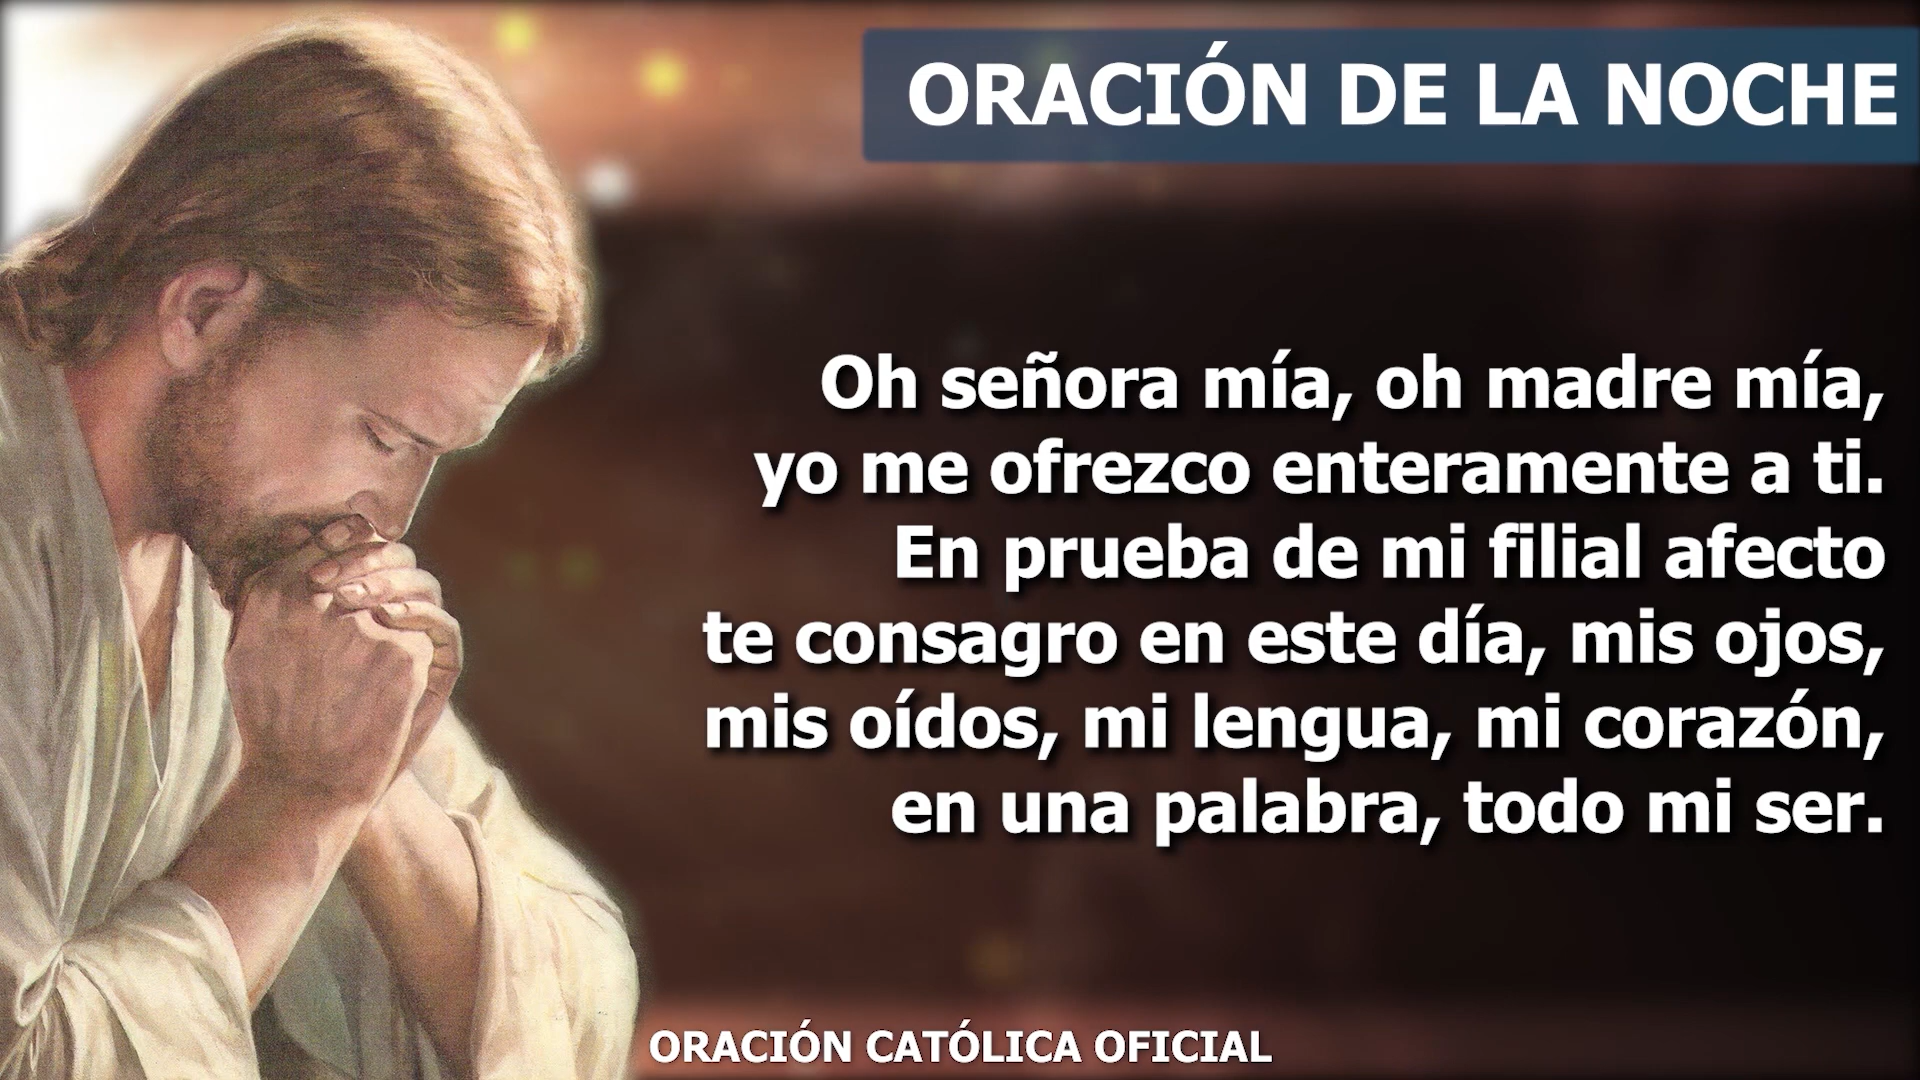 ORACIÓN DE LA NOCHE
Oh señora mía, oh madre mía,
yo me ofrezco enteramente a ti.
En prueba de mi filial afecto
te consagro en este día, mis ojos,
mis oídos, mi lengua, mi corazón,
en una palabra, todo mi ser.
ORACIÓN CATÓLICA OFICIAL